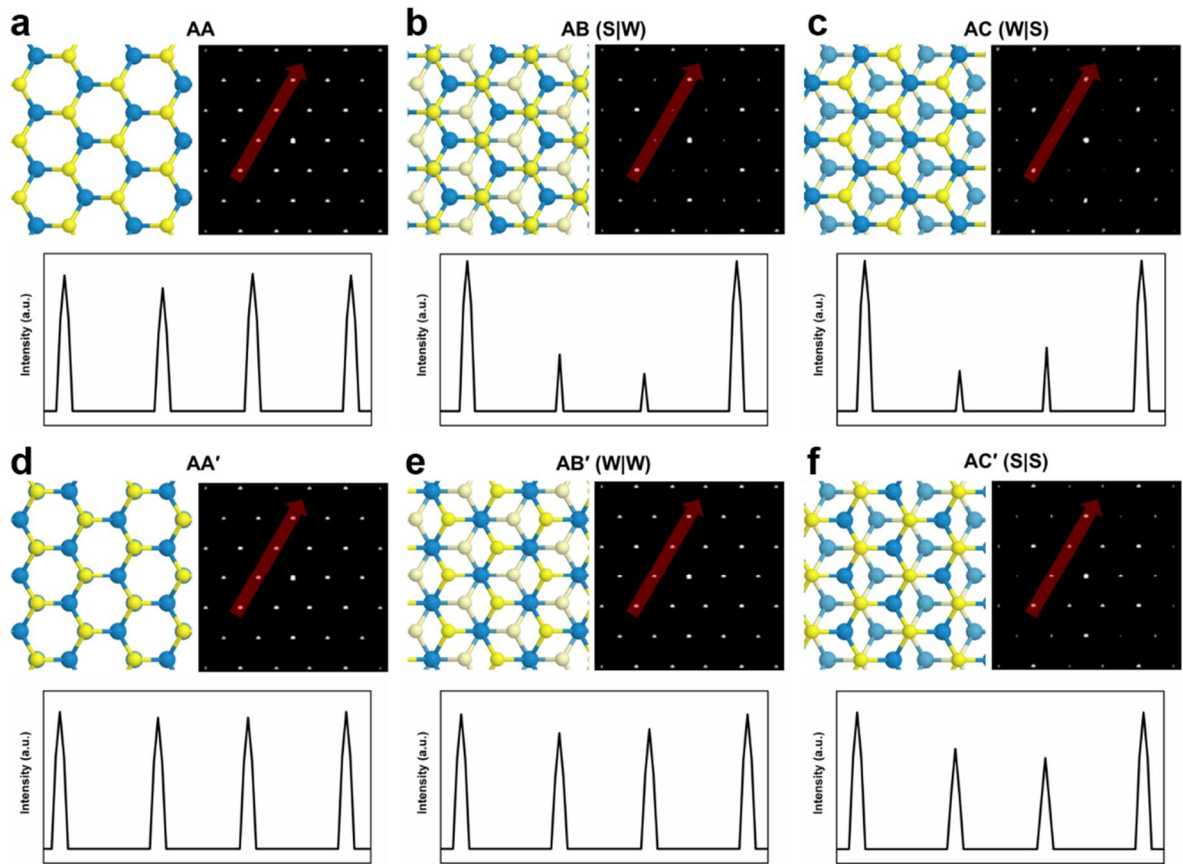 a
AA
b
AB (S|W)
c
AC (W|S)
Intensity (a.u.)
Intensity (a.u.)
Intensity (a.u.)
d
AA′
e
AB′ (W|W)
f
AC′ (S|S)
Intensity (a.u.)
Intensity (a.u.)
Intensity (a.u.)